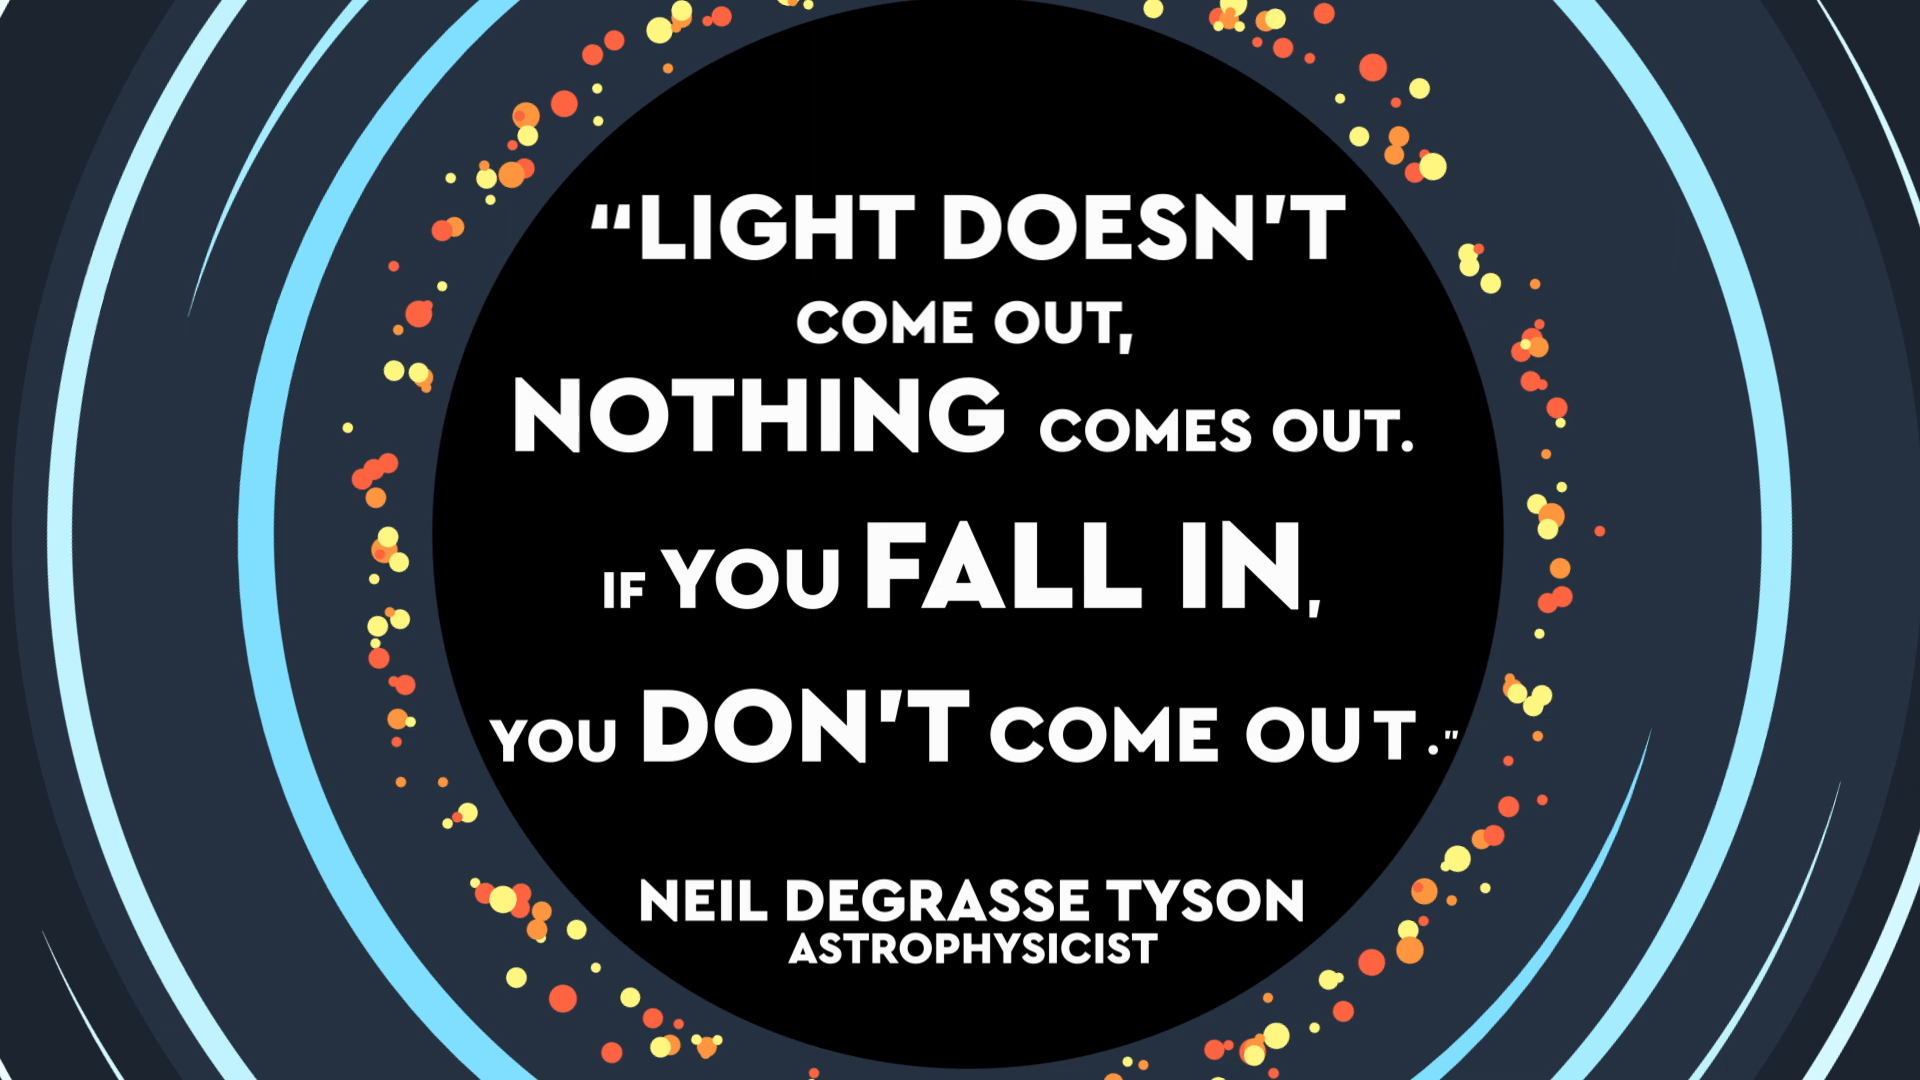 “LIGHT DOESN'T
COME OUT,
NOTHING COMES OUT.
IF YOU FALL IN,
YOU DON'T COME OUT."
NEIL DEGRASSE TYSON
ASTROPHYSICIST